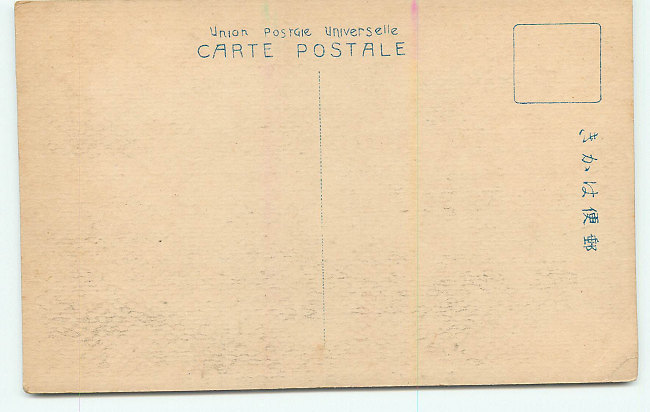 Union Postale Universelle
CARTE POSTALE
郵便はかき